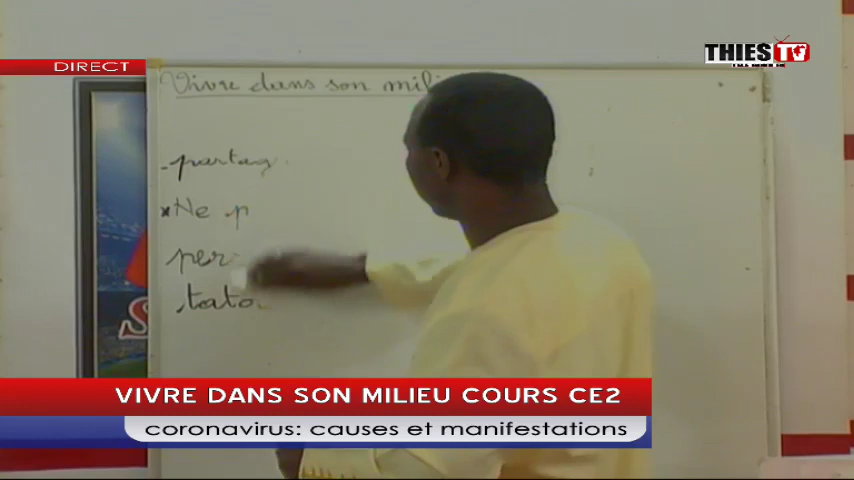 THIES TV
DIRECT
Vivre dans son mili
- partag
* Ne p
per
tato
S
VIVRE DANS SON MILIEU COURS CE2
coronavirus: causes et manifestations